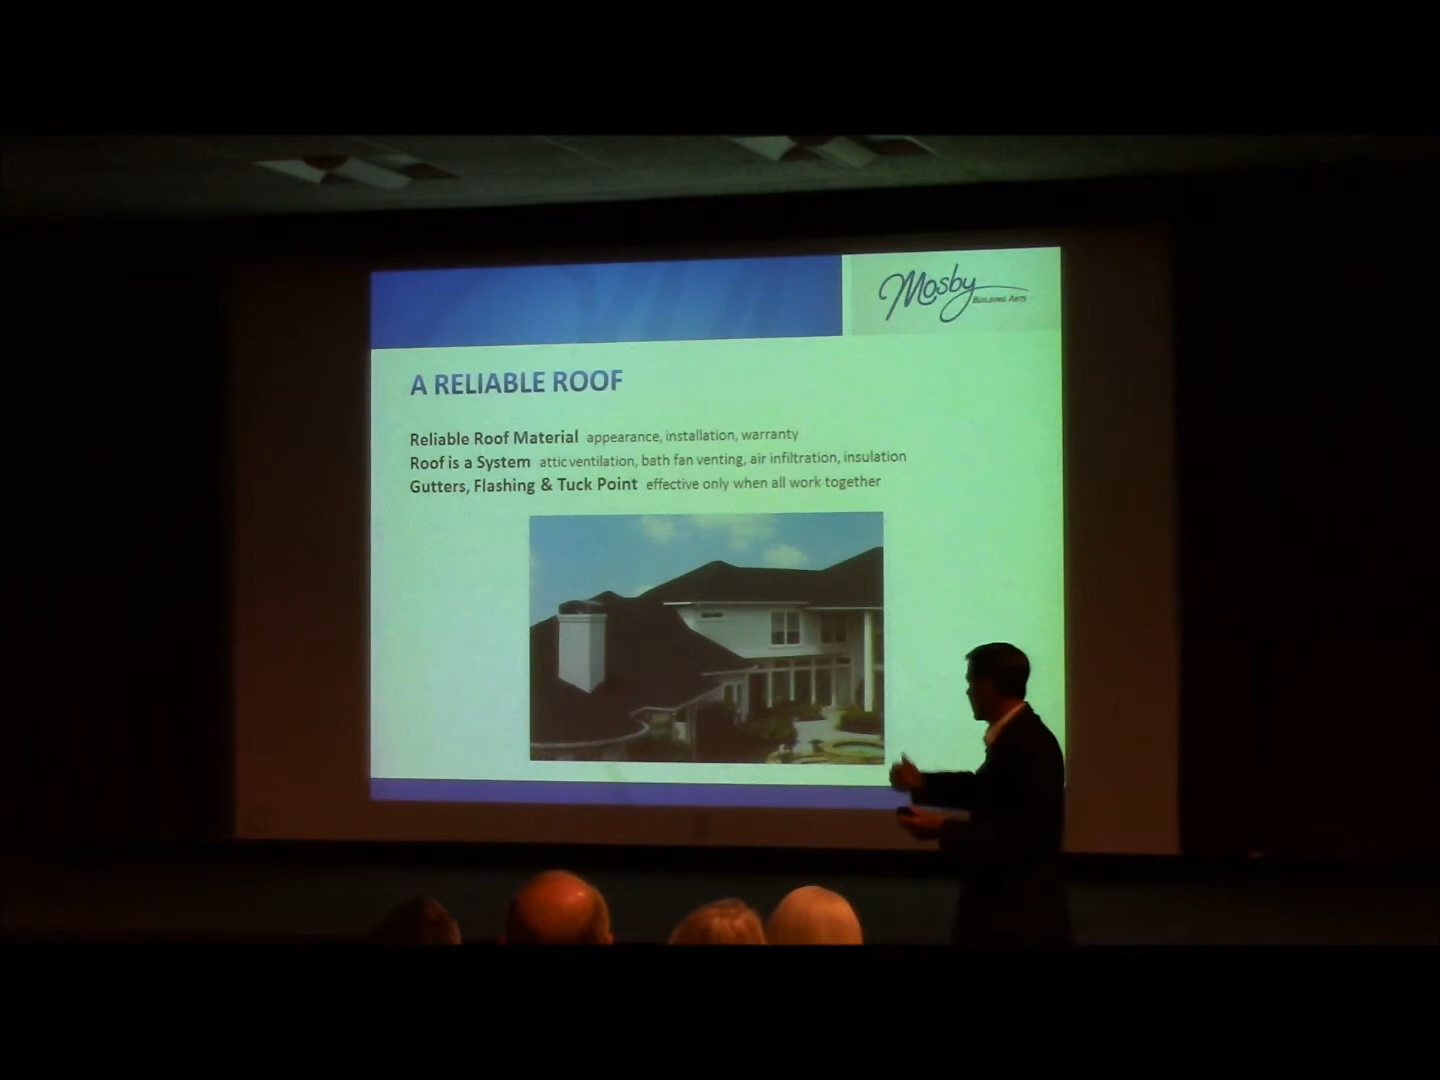 Mosby
BUILDING ARTS
A RELIABLE ROOF
Reliable Roof Material appearance, installation, warranty
Roof is a System attic ventilation, bath fan venting, air infiltration, insulation
Gutters, Flashing & Tuck Point effective only when all work together